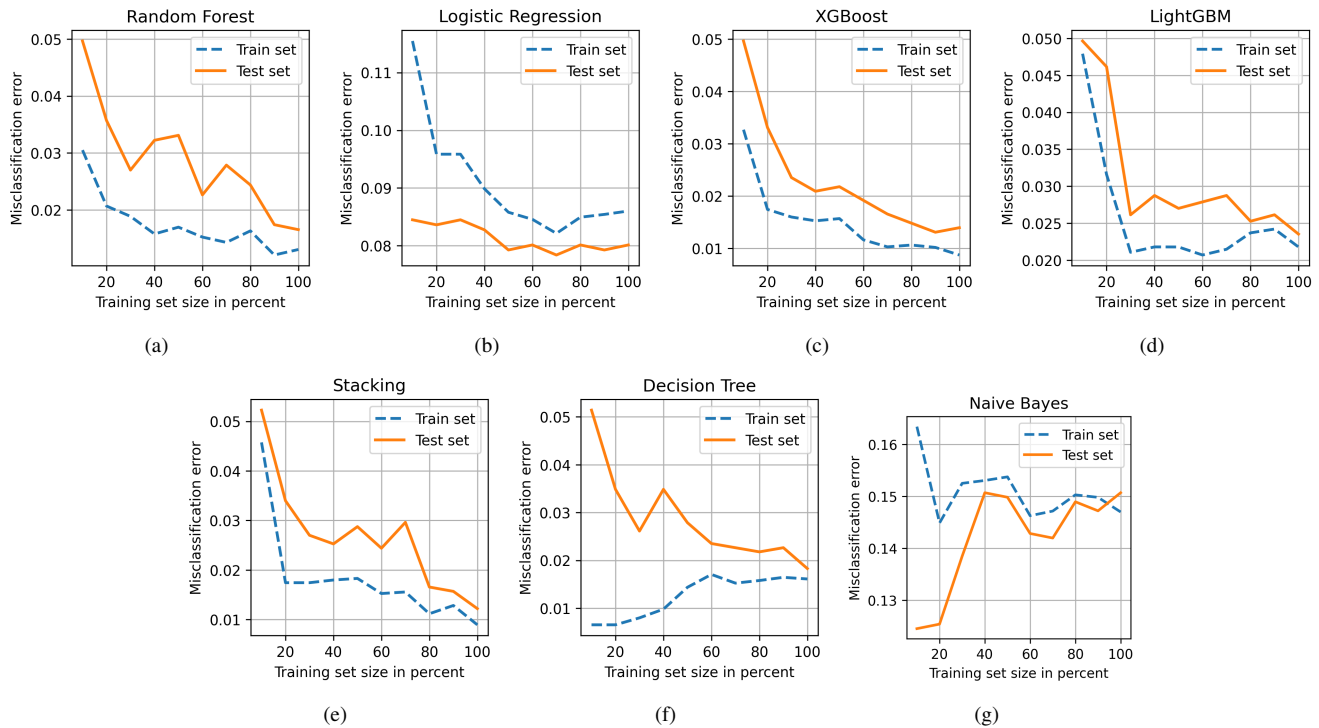 Random Forest
Misclassification error
0.05
0.04
0.03
0.02
Train set
Test set
20 40 60 80 100
Training set size in percent
(a)
Logistic Regression
Misclassification error
0.11
0.10
0.09
0.08
Train set
Test set
20 40 60 80 100
Training set size in percent
(b)
XGBoost
Misclassification error
0.05
0.04
0.03
0.02
0.01
Train set
Test set
20 40 60 80 100
Training set size in percent
(c)
LightGBM
Misclassification error
0.050
0.045
0.040
0.035
0.030
0.025
0.020
Train set
Test set
20 40 60 80 100
Training set size in percent
(d)
Stacking
Misclassification error
0.05
0.04
0.03
0.02
0.01
Train set
Test set
20 40 60 80 100
Training set size in percent
(e)
Decision Tree
Misclassification error
0.05
0.04
0.03
0.02
0.01
Train set
Test set
20 40 60 80 100
Training set size in percent
(f)
Naive Bayes
Misclassification error
0.16
0.15
0.14
0.13
Train set
Test set
20 40 60 80 100
Training set size in percent
(g)